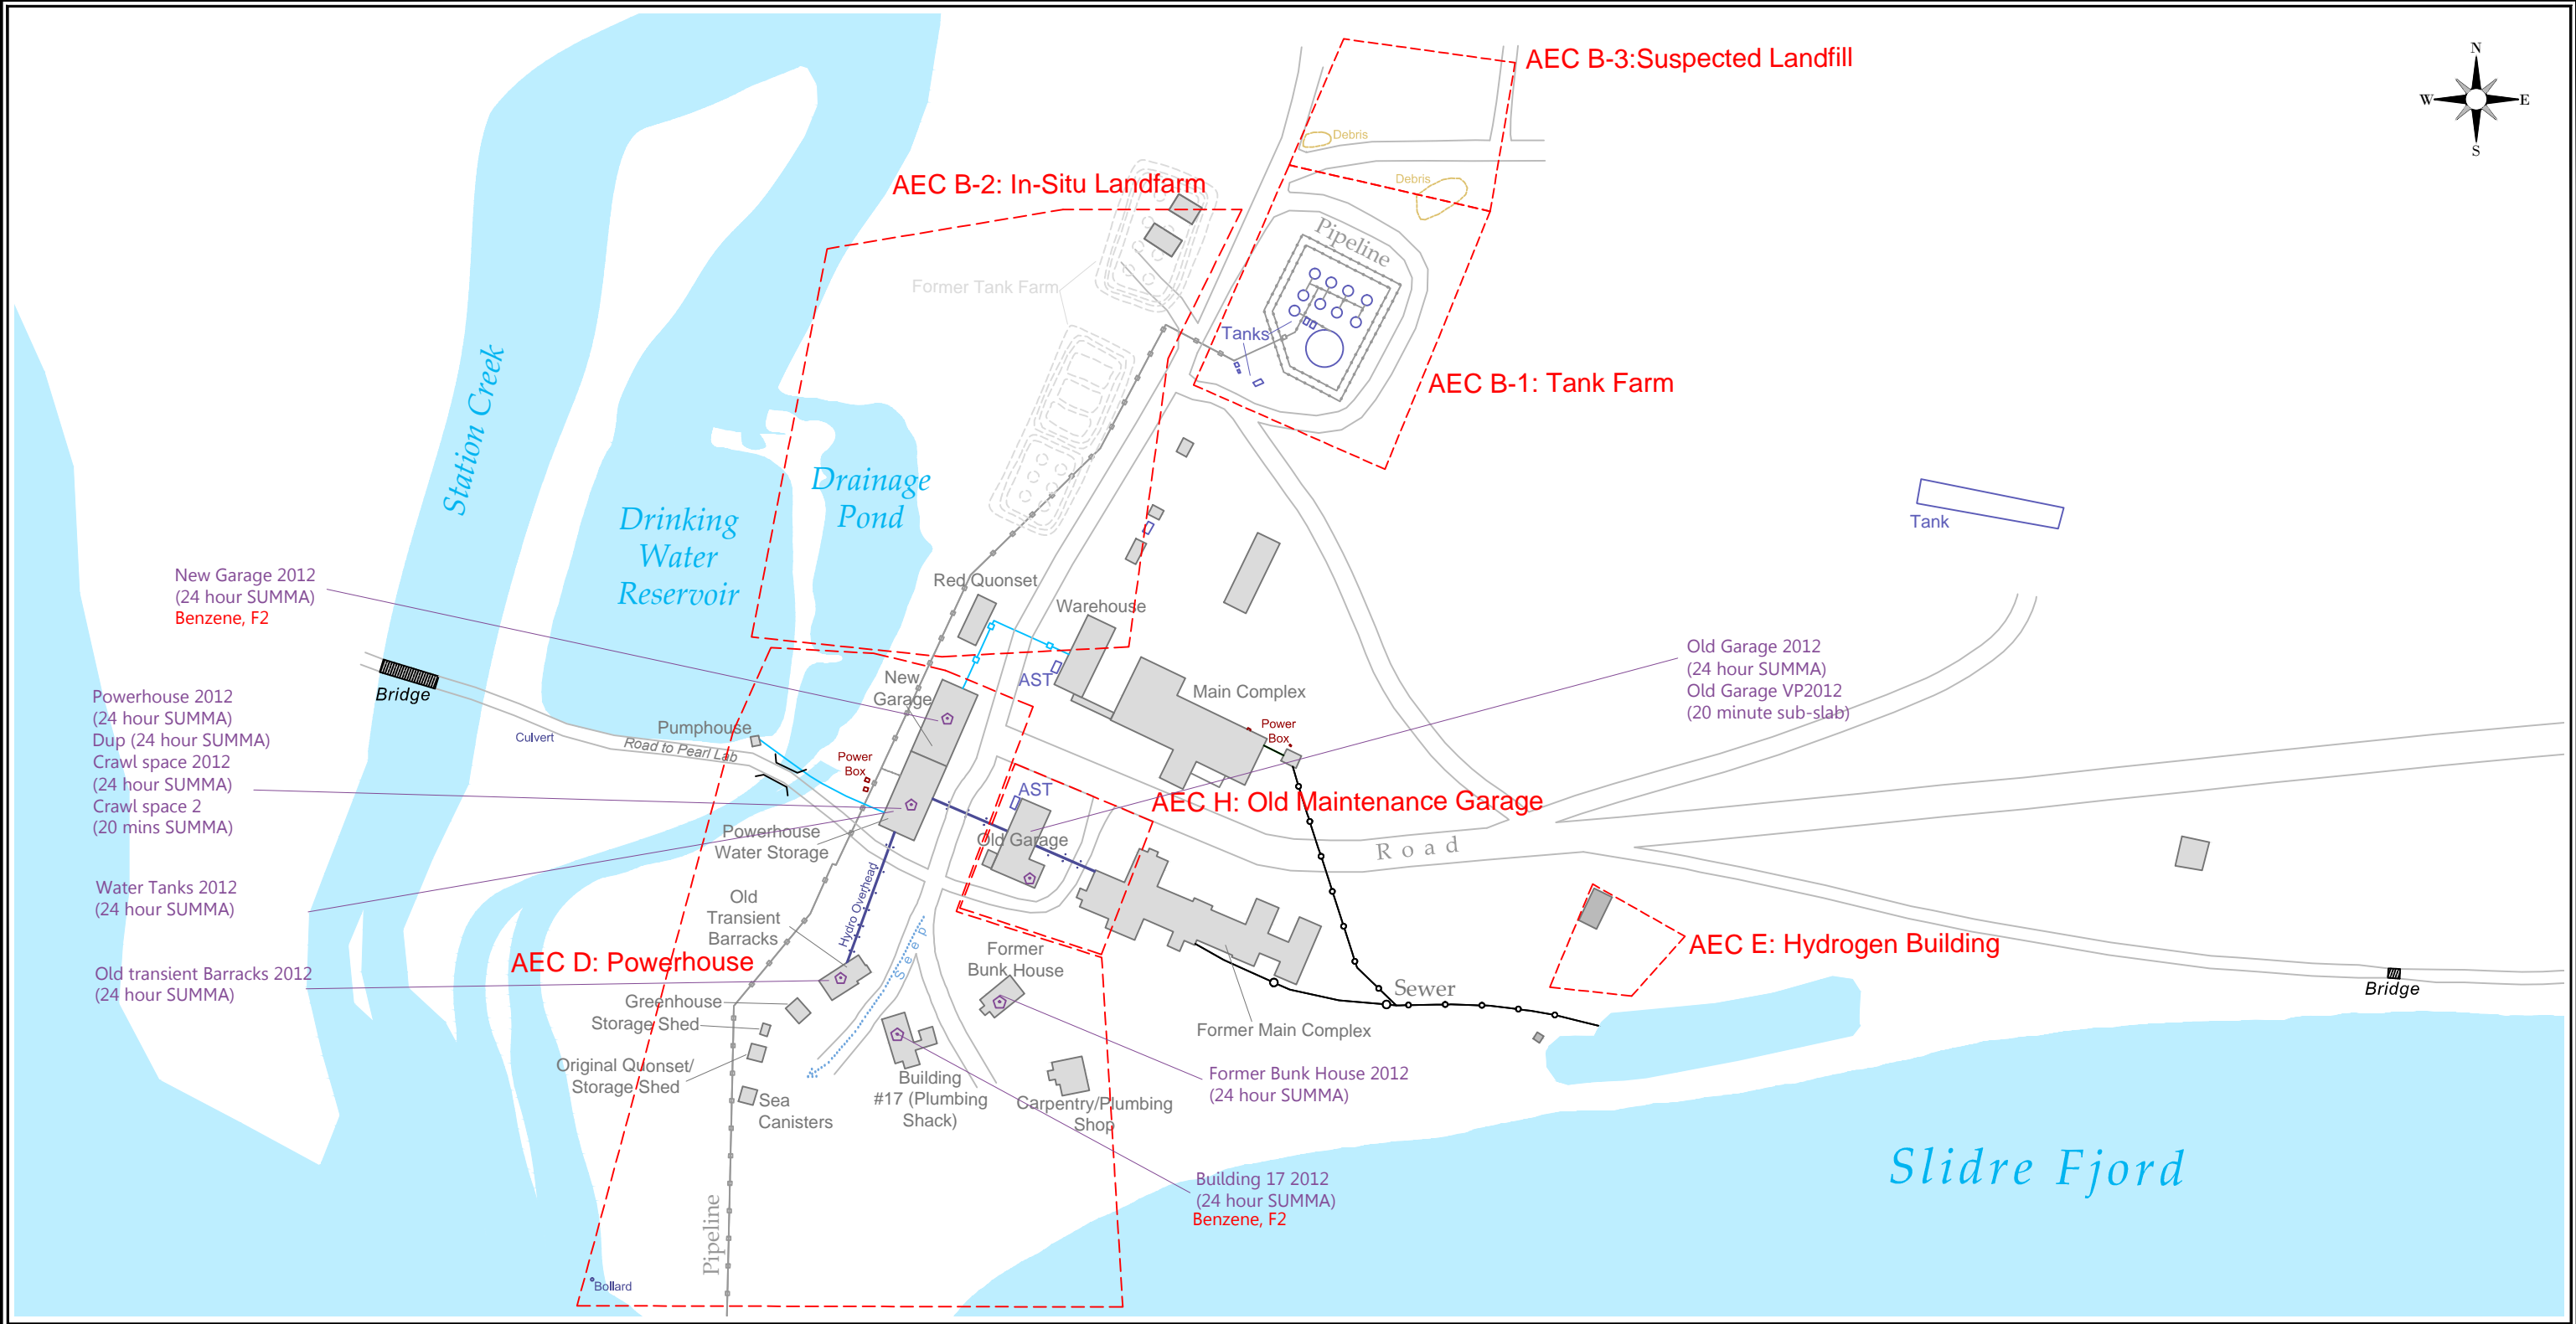 N
W
E
S
AEC B-3:Suspected Landfill
Debris
AEC B-2: In-Situ Landfarm
Debris
Pipeline
Former Tank Farm
Tanks
AEC B-1: Tank Farm
Station Creek
Drainage
Pond
Drinking
Water
Reservoir
Tank
New Garage 2012
(24 hour SUMMA)
Benzene, F2
Red Quonset
Warehouse
Old Garage 2012
(24 hour SUMMA)
Old Garage VP2012
(20 minute sub-slab)
Bridge
New
Garage
AST
Main Complex
Powerhouse 2012
(24 hour SUMMA)
Dup (24 hour SUMMA)
Crawl space 2012
(24 hour SUMMA)
Crawl space 2
(20 mins SUMMA)
Culvert
Pumphouse
Road to Pearl Lab
Power
Box
Power
Box
AST
AEC H: Old Maintenance Garage
Powerhouse
Water Storage
Old Garage
Road
Water Tanks 2012
(24 hour SUMMA)
Old
Transient
Barracks
Hydro Overhead
Seep
Former
Bunk House
AEC D: Powerhouse
AEC E: Hydrogen Building
Old transient Barracks 2012
(24 hour SUMMA)
Greenhouse
Storage Shed
Sewer
Bridge
Former Main Complex
Original Quonset/
Storage Shed
Sea
Canisters
Building
#17 (Plumbing
Shack)
Carpentry/Plumbing
Shop
Former Bunk House 2012
(24 hour SUMMA)
Building 17 2012
(24 hour SUMMA)
Benzene, F2
Slidre Fjord
Pipeline
Bollard